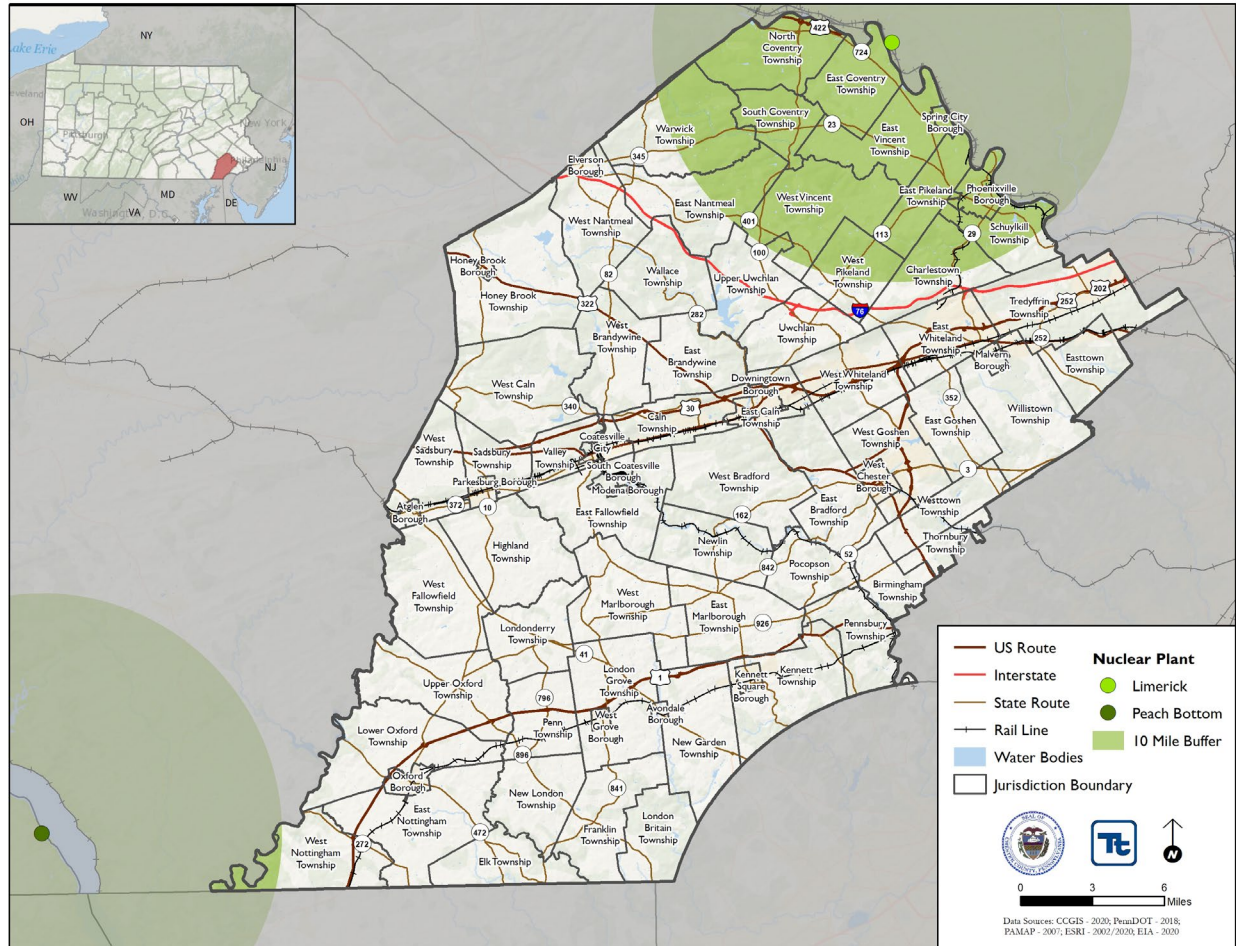 Lake Erie
NY
Cleveland
OH
Pittsburgh
New York
Philadelphia
NJ
WV
MD
DE
Washington, D.C.
VA
422
North
Coventry
Township
724
East Coventry
Township
South Coventry
Township
23
Spring City
Borough
East
Vincent
Township
Warwick
Township
345
Elverson
Borough
West Vincent
Township
East Pikeland
Township
Phoenixville
Borough
East Nantmeal
Township
West Nantmeal
Township
401
113
29
Schuylkill
Township
100
Honey Brook
Borough
82
Wallace
Township
Upper Uwchlan
Township
West
Pikeland
Township
Charlestown
Township
Honey Brook
Township
322
282
76
Tredyffrin
Township
252
202
Uwchlan
Township
West
Brandywine
Township
East
Whiteland
Township
252
Malvern
Borough
Easttown
Township
East
Brandywine
Township
West Caln
Township
Downingtown
Borough
West Whiteland
Township
352
Willistown
Township
340
30
Caln
Township
East Caln
Township
East Goshen
Township
West Goshen
Township
Coatesville
City
West
Sadsbury
Township
Sadsbury
Township
Valley
Township
South Coatesville
Borough
Modena Borough
Parkesburg Borough
West Bradford
Township
West
Chester
Borough
3
Westtown
Township
372
10
Atglen
Borough
East Fallowfield
Township
162
East
Bradford
Township
Thornbury
Township
Highland
Township
Newlin
Township
52
842
Pocopson
Township
Birmingham
Township
West
Fallowfield
Township
West
Marlborough
Township
East
Marlborough
Township
926
Pennsbury
Township
Londonderry
Township
41
London
Grove
Township
1
Kennett
Square
Borough
Kennett
Township
Upper Oxford
Township
796
Penn
Township
West
Grove
Borough
Avondale
Borough
Lower Oxford
Township
896
New Garden
Township
Oxford
Borough
East
Nottingham
Township
New London
Township
841
London
Britain
Township
West
Nottingham
Township
272
472
Franklin
Township
Elk Township
US Route
Interstate
State Route
Rail Line
Water Bodies
Jurisdiction Boundary
Nuclear Plant
Limerick
Peach Bottom
10 Mile Buffer
SEAL OF
CHESTER COUNTY, PENNSYLVANIA
Tt
N
0 3 6
Miles
Data Sources: CCGIS - 2020; PennDOT - 2018;
PAMAP - 2007; ESRI - 2002/2020; EIA - 2020